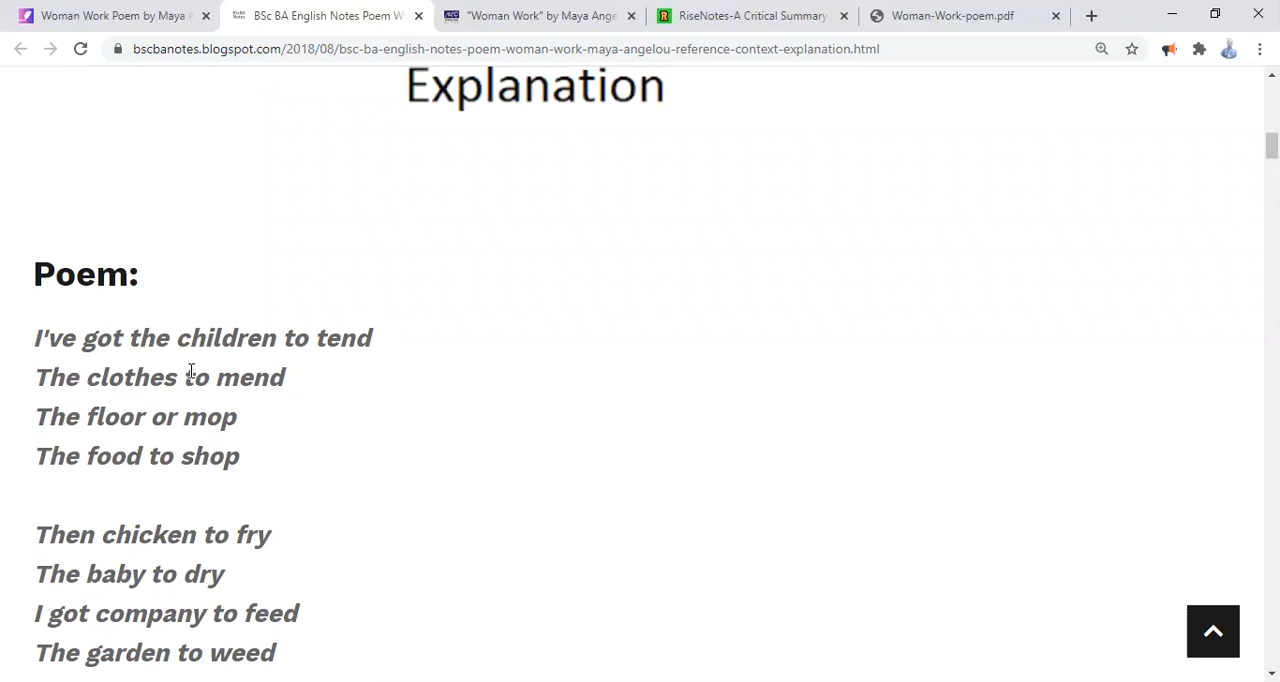 Woman Work Poem by Maya
BSc BA English Notes Poem W
"Woman Work" by Maya Ange
RiseNotes-A Critical Summary
Woman-Work-poem.pdf
bscbanotes.blogspot.com/2018/08/bsc-ba-english-notes-poem-woman-work-maya-angelou-reference-context-explanation.html
Explanation
Poem:
I've got the children to tend
The clothes to mend
The floor or mop
The food to shop
Then chicken to fry
The baby to dry
I got company to feed
The garden to weed